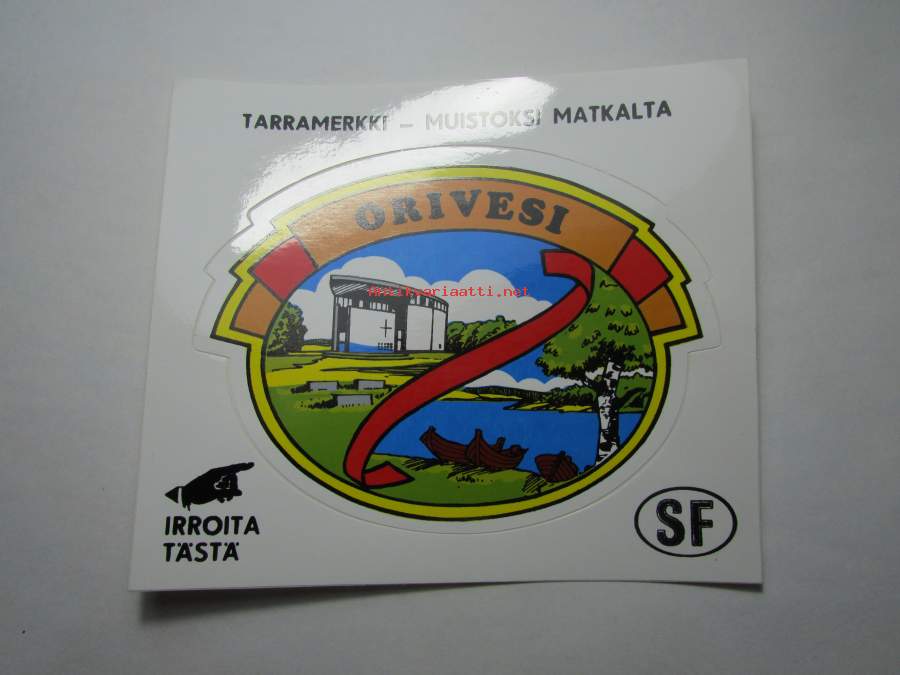 TARRAMERKKI – MUISTOKSI MATKALTA
ORIVESI
Antikvariaatti.net
IRROITA
TÄSTÄ
SF